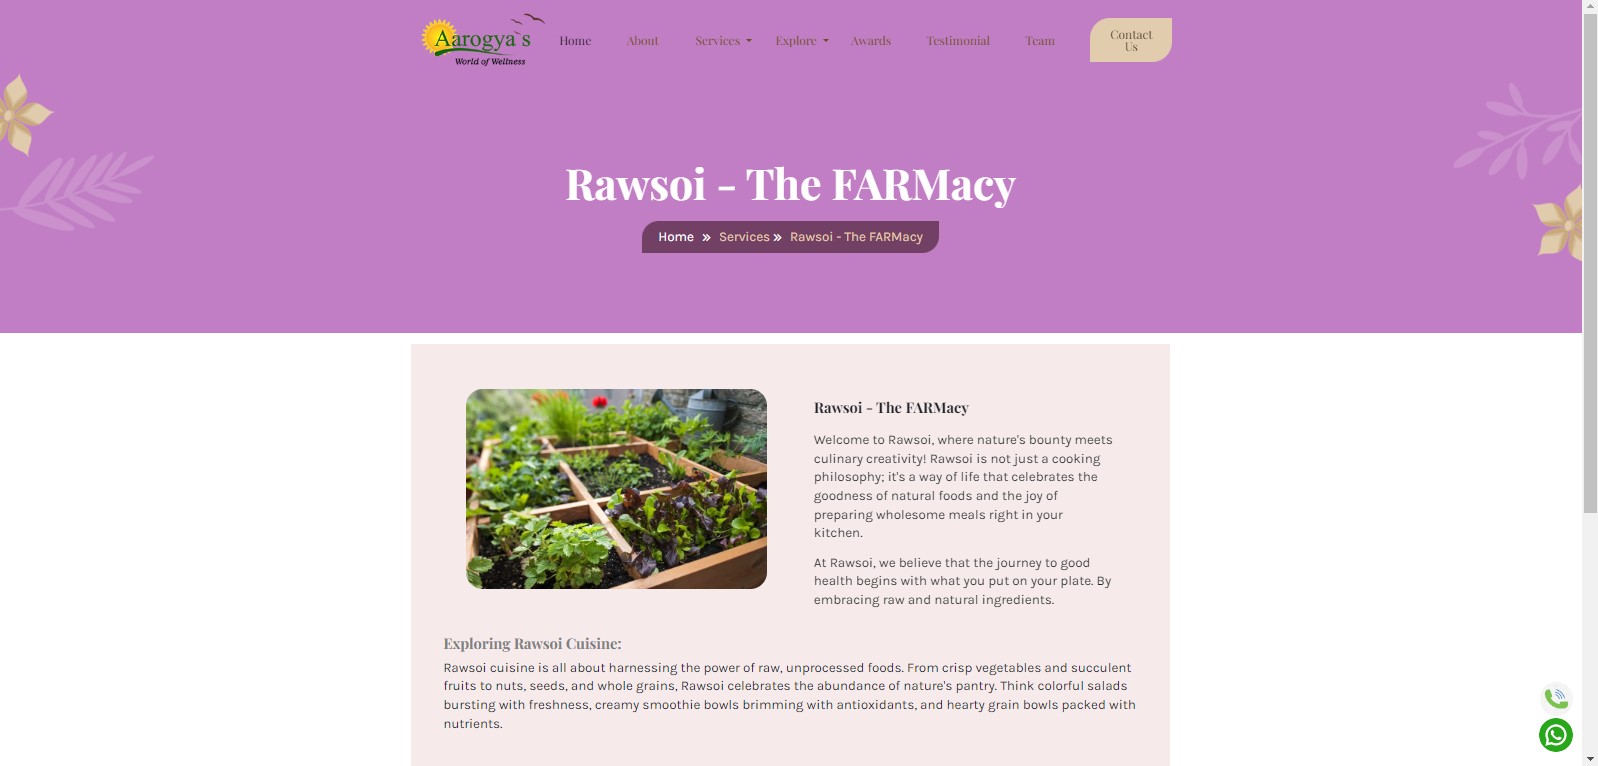 Aarogya's
World of Wellness
Home
About
Services
Explore
Awards
Testimonial
Team
Contact
Us
Rawsoi - The FARMacy
Home » Services » Rawsoi - The FARMacy
Rawsoi - The FARMacy
Welcome to Rawsoi, where nature's bounty meets
culinary creativity! Rawsoi is not just a cooking
philosophy; it's a way of life that celebrates the
goodness of natural foods and the joy of
preparing wholesome meals right in your
kitchen.
At Rawsoi, we believe that the journey to good
health begins with what you put on your plate. By
embracing raw and natural ingredients.
Exploring Rawsoi Cuisine:
Rawsoi cuisine is all about harnessing the power of raw, unprocessed foods. From crisp vegetables and succulent
fruits to nuts, seeds, and whole grains, Rawsoi celebrates the abundance of nature's pantry. Think colorful salads
bursting with freshness, creamy smoothie bowls brimming with antioxidants, and hearty grain bowls packed with
nutrients.